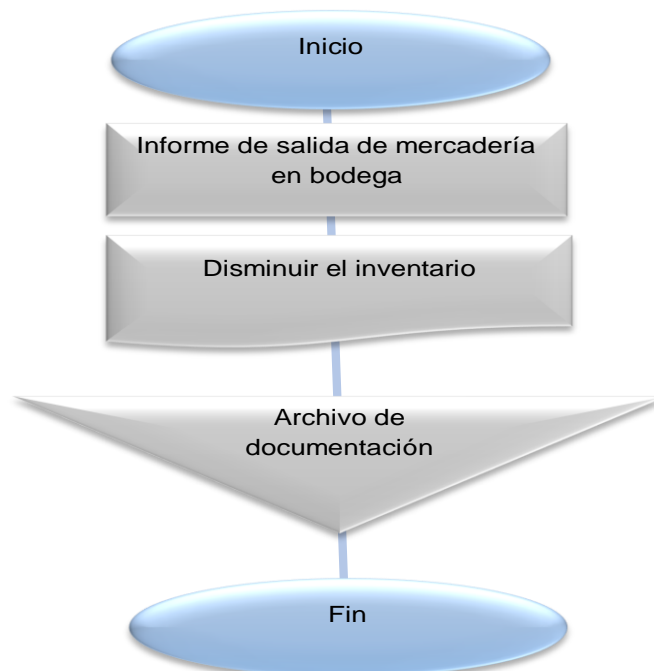 Inicio
Informe de salida de mercadería
en bodega
Disminuir el inventario
Archivo de
documentación
Fin